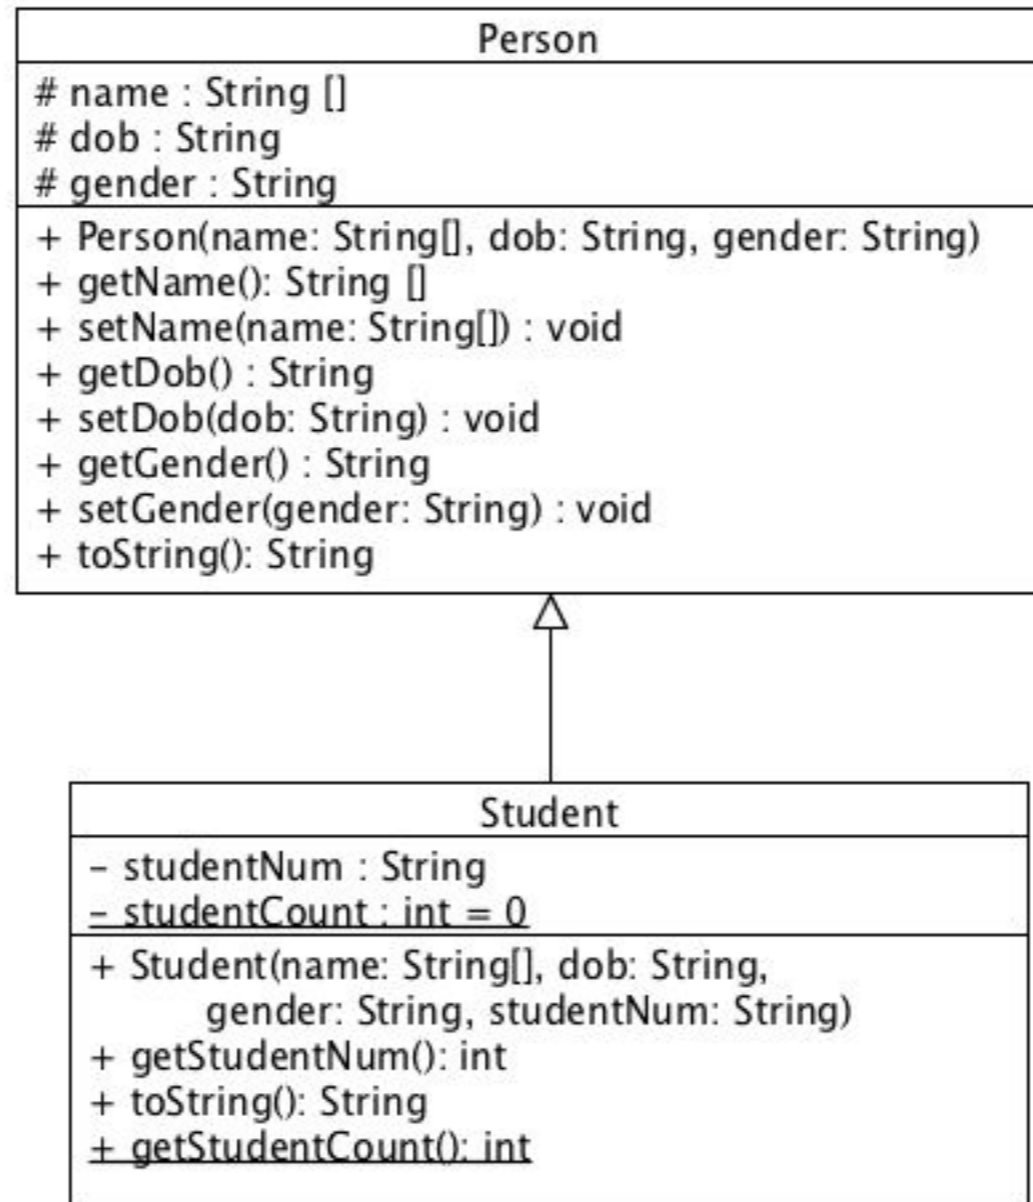 Person
# name : String []
# dob : String
# gender : String
+ Person(name: String[], dob: String, gender: String)
+ getName(): String []
+ setName(name: String[]) : void
+ getDob() : String
+ setDob(dob: String) : void
+ getGender() : String
+ setGender(gender: String) : void
+ toString(): String
Student
– studentNum : String
– studentCount : int = 0
+ Student(name: String[], dob: String,
gender: String, studentNum: String)
+ getStudentNum(): int
+ toString(): String
+ getStudentCount(): int